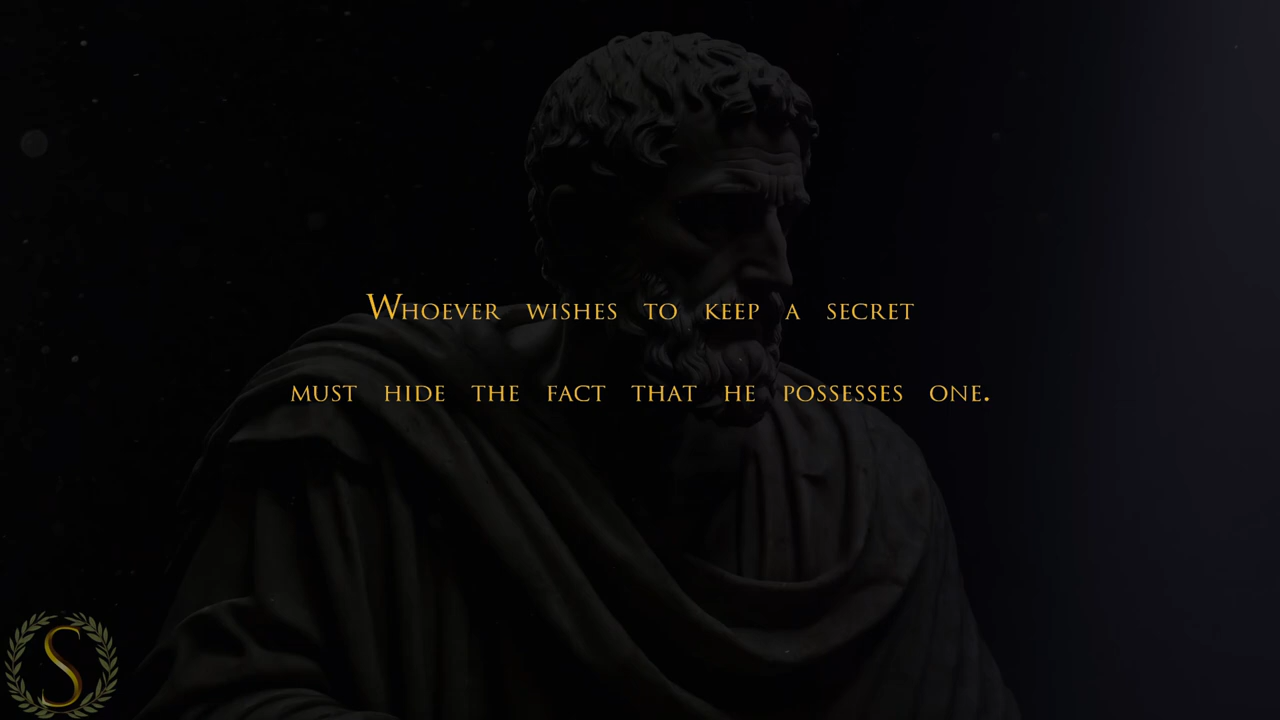 Whoever wishes to keep a secret
must hide the fact that he possesses one.
S